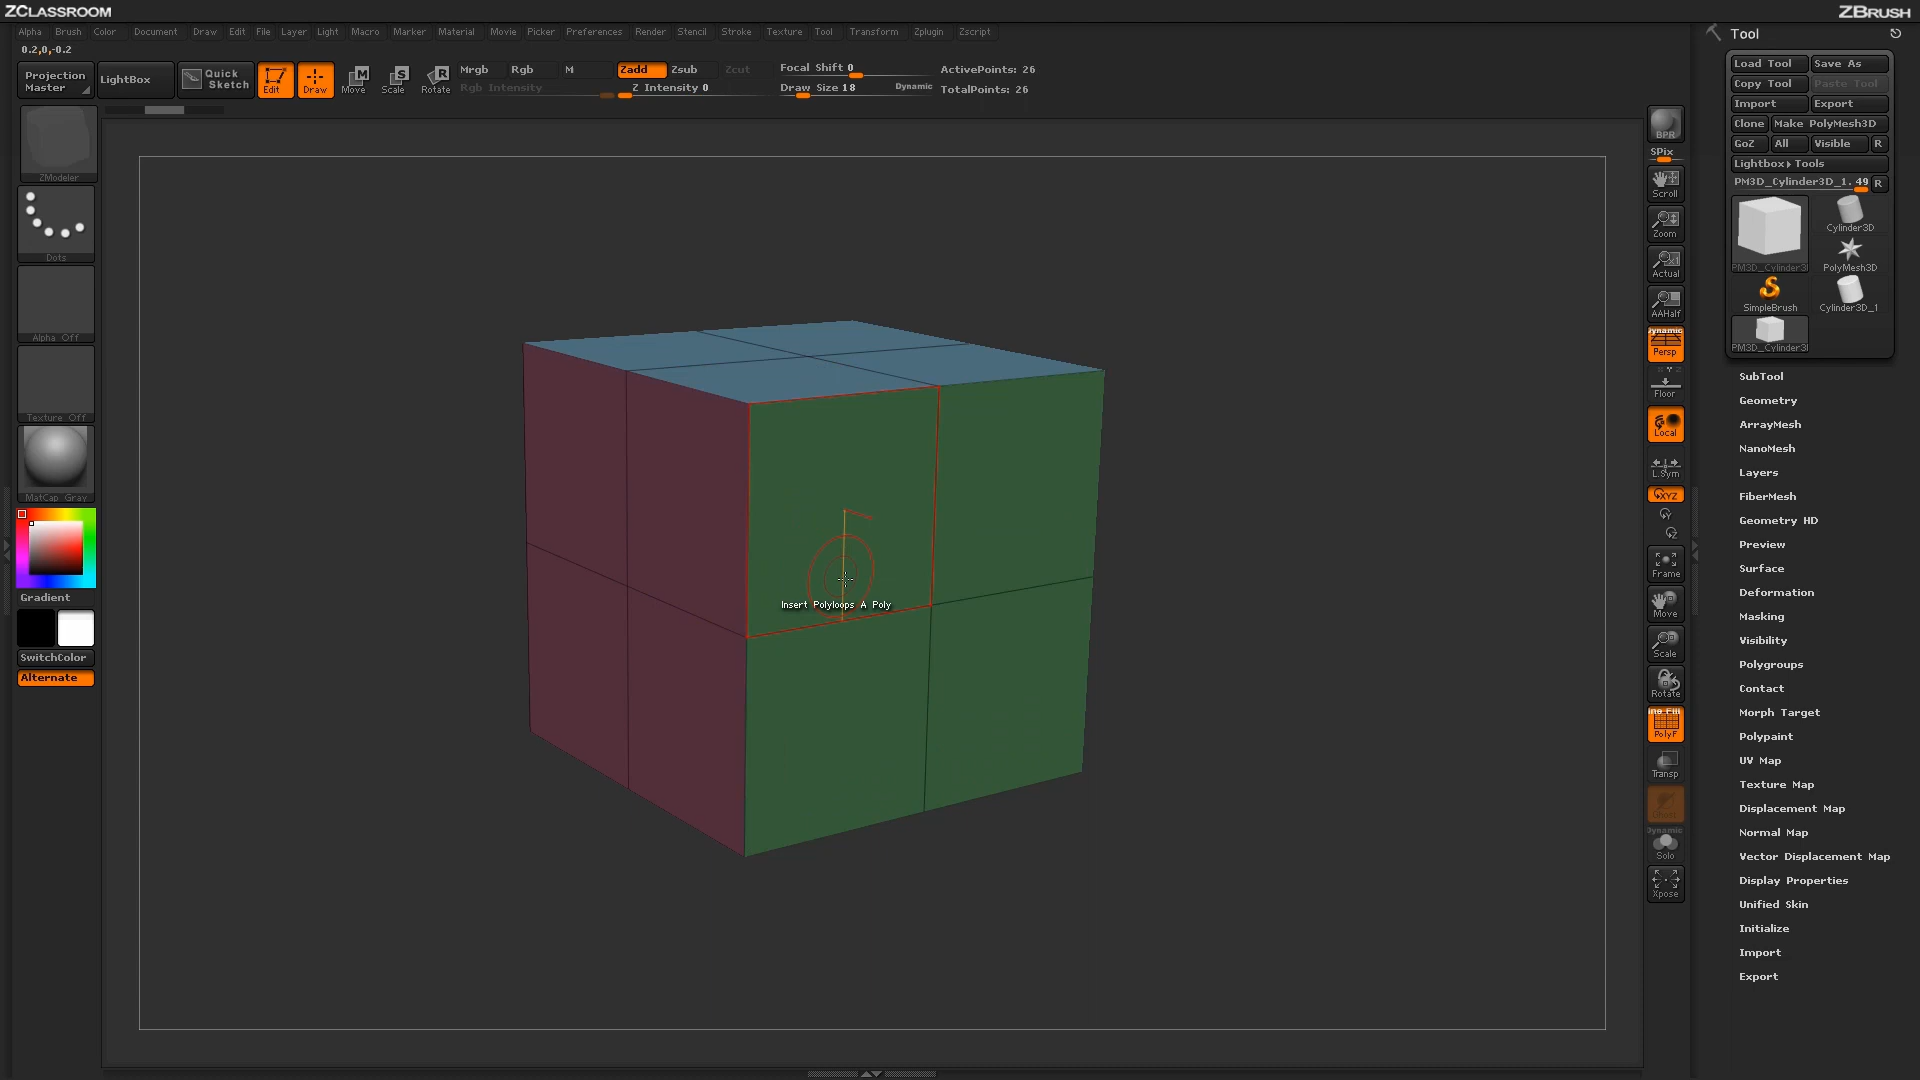 ZCLASSROOM
ZBRUSH
Alpha Brush Color Document Draw Edit File Layer Light Macro Marker Material Movie Picker Preferences Render Stencil Stroke Texture Tool Transform Zplugin Zscript
0.2,0,-0.2
Projection Master
LightBox
Quick Sketch
Edit
Draw
Move
Scale
Rotate
Mrgb Rgb M
Rgb Intensity
Zadd Zsub Zcut
Z Intensity 0
Focal Shift 0
Draw Size 18
Dynamic
ActivePoints: 26
TotalPoints: 26
ZModeler
Dots
Alpha Off
Texture Off
MatCap Gray
Gradient
SwitchColor
Alternate
Insert Polyloops A Poly
BPR
SPix
Scroll
Zoom
Actual
AAHalf
Dynamic
Persp
Floor
Local
L.Sym
XYZ
Frame
Move
Scale
Rotate
PolyF
Transp
Dynamic
Solo
Xpose
Tool
Load Tool Save As
Copy Tool Paste Tool
Import Export
Clone Make PolyMesh3D
GoZ All Visible R
Lightbox▸Tools
PM3D_Cylinder3D_1. 49 R
PM3D_Cylinder3
Cylinder3D
PolyMesh3D
SimpleBrush
Cylinder3D_1
PM3D_Cylinder3
SubTool
Geometry
ArrayMesh
NanoMesh
Layers
FiberMesh
Geometry HD
Preview
Surface
Deformation
Masking
Visibility
Polygroups
Contact
Morph Target
Polypaint
UV Map
Texture Map
Displacement Map
Normal Map
Vector Displacement Map
Display Properties
Unified Skin
Initialize
Import
Export